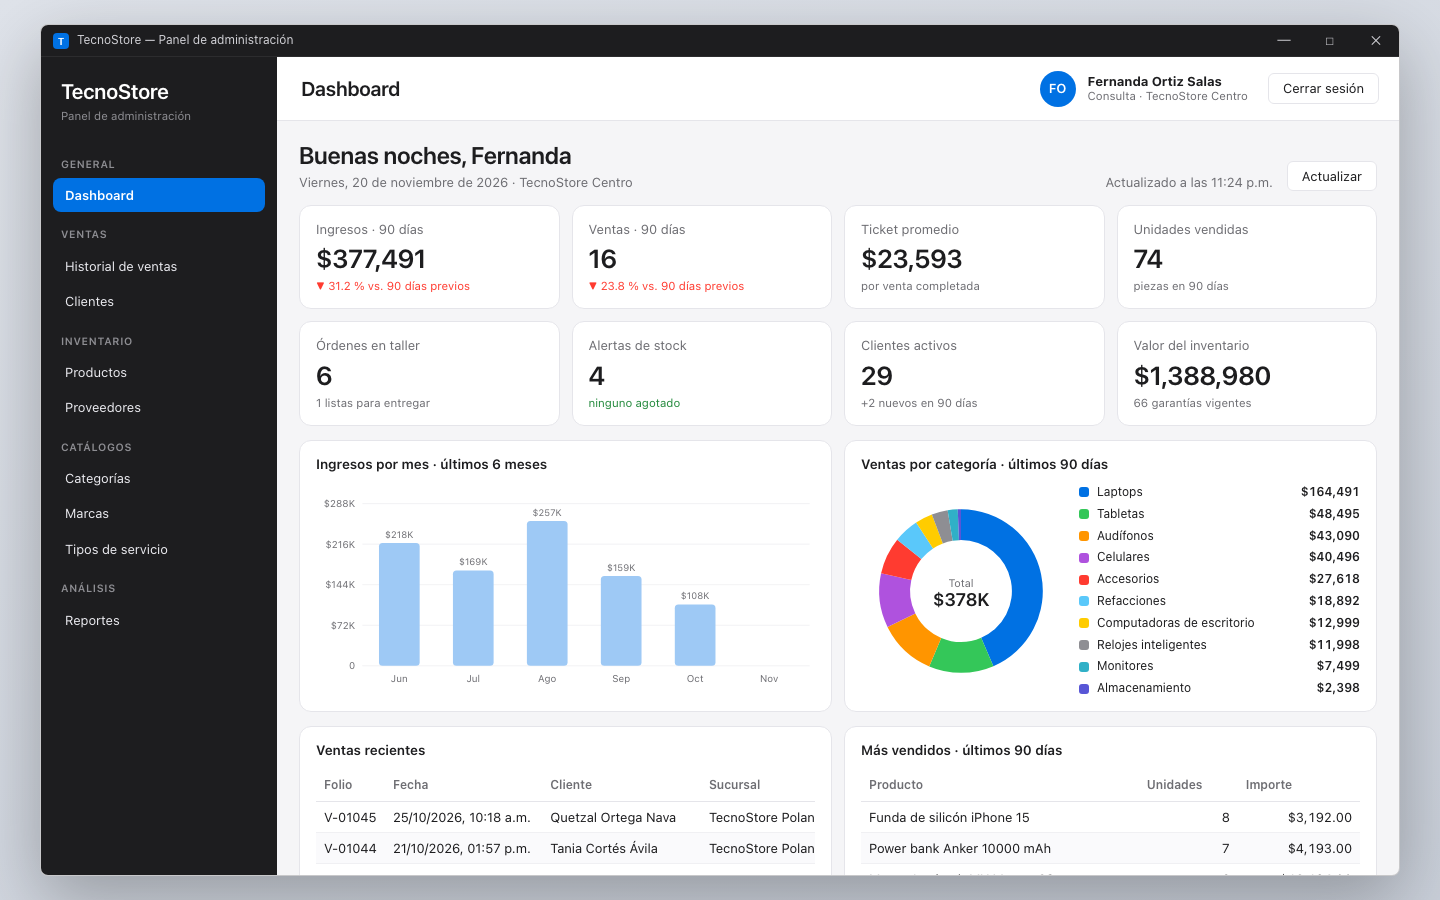 T TecnoStore — Panel de administración
TecnoStore
Panel de administración
GENERAL
Dashboard
VENTAS
Historial de ventas
Clientes
INVENTARIO
Productos
Proveedores
CATÁLOGOS
Categorías
Marcas
Tipos de servicio
ANÁLISIS
Reportes
Dashboard
FO
Fernanda Ortiz Salas
Consulta · TecnoStore Centro
Cerrar sesión
Buenas noches, Fernanda
Viernes, 20 de noviembre de 2026 · TecnoStore Centro
Actualizado a las 11:24 p.m.
Actualizar
Ingresos · 90 días
$377,491
▼ 31.2 % vs. 90 días previos
Ventas · 90 días
16
▼ 23.8 % vs. 90 días previos
Ticket promedio
$23,593
por venta completada
Unidades vendidas
74
piezas en 90 días
Órdenes en taller
6
1 listas para entregar
Alertas de stock
4
ninguno agotado
Clientes activos
29
+2 nuevos en 90 días
Valor del inventario
$1,388,980
66 garantías vigentes
Ingresos por mes · últimos 6 meses
$288K
$216K
$144K
$72K
0
$218K
$169K
$257K
$159K
$108K
Jun Jul Ago Sep Oct Nov
Ventas por categoría · últimos 90 días
Total
$378K
Laptops $164,491
Tabletas $48,495
Audífonos $43,090
Celulares $40,496
Accesorios $27,618
Refacciones $18,892
Computadoras de escritorio $12,999
Relojes inteligentes $11,998
Monitores $7,499
Almacenamiento $2,398
Ventas recientes
Folio Fecha Cliente Sucursal
V-01045 25/10/2026, 10:18 a.m. Quetzal Ortega Nava TecnoStore Polan
V-01044 21/10/2026, 01:57 p.m. Tania Cortés Ávila TecnoStore Polan
Más vendidos · últimos 90 días
Producto Unidades Importe
Funda de silicón iPhone 15 8 $3,192.00
Power bank Anker 10000 mAh 7 $4,193.00